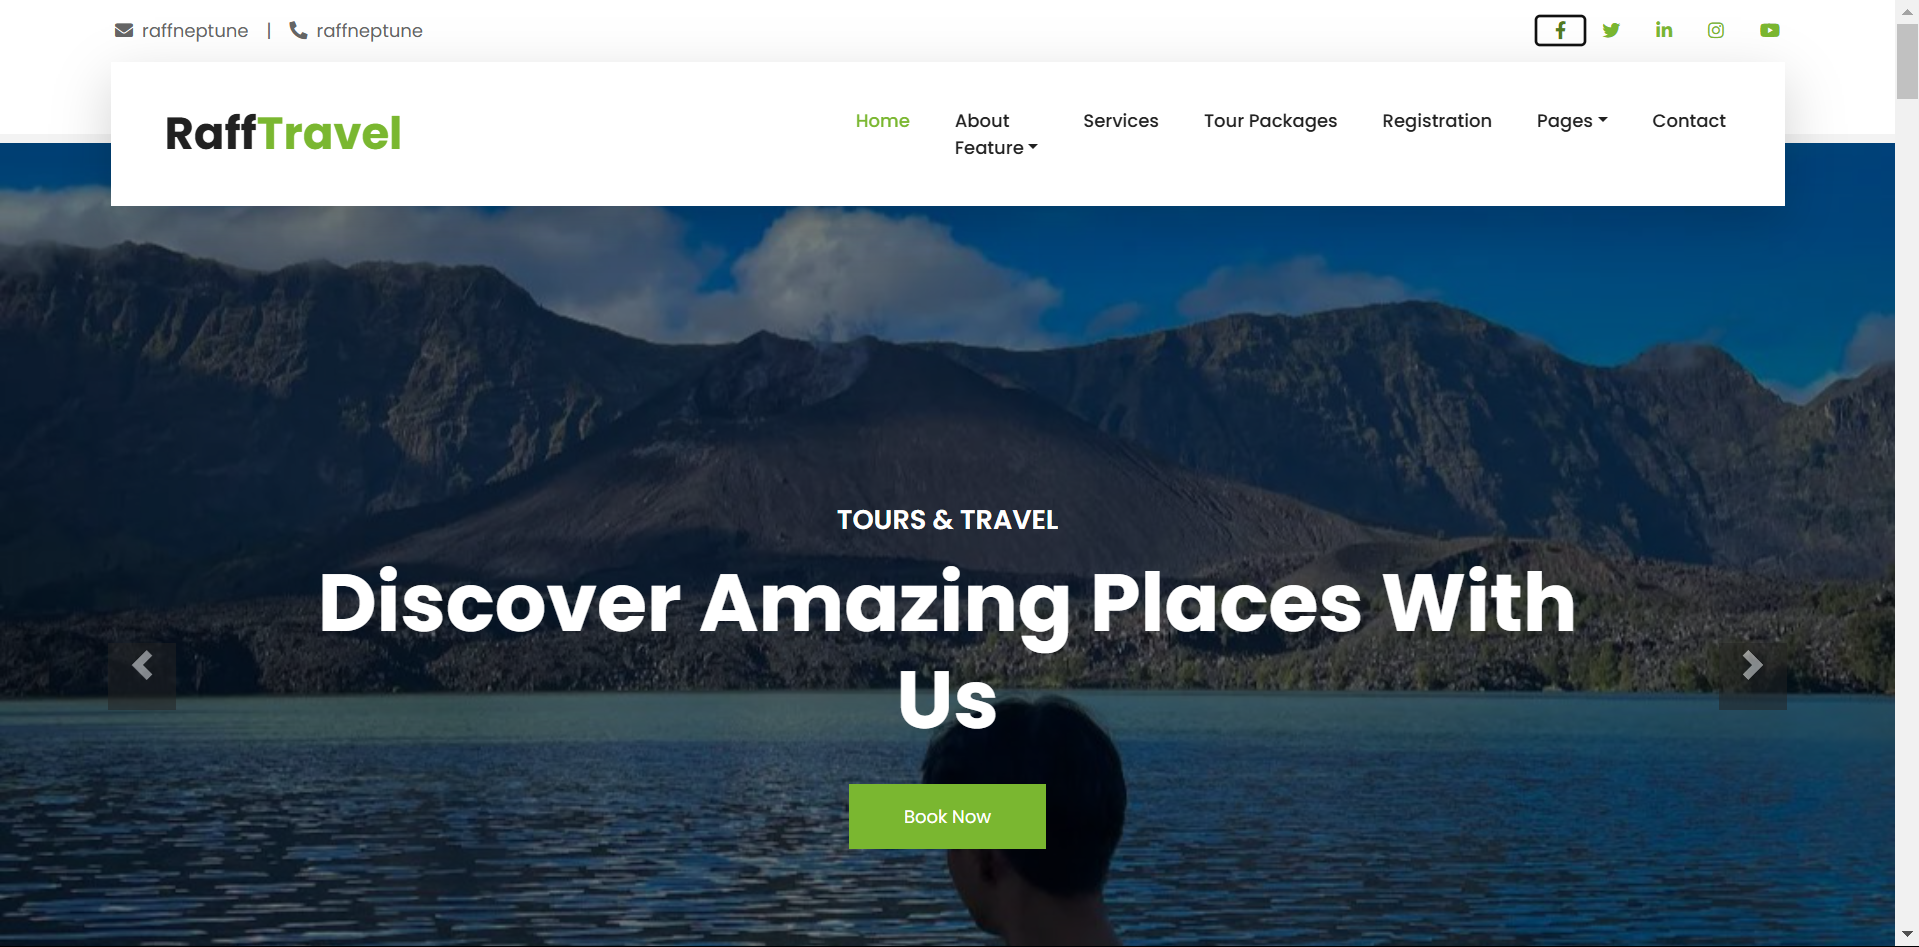 raffneptune | raffneptune
RaffTravel
Home About Feature Services Tour Packages Registration Pages Contact
TOURS & TRAVEL
Discover Amazing Places With
Us
Book Now